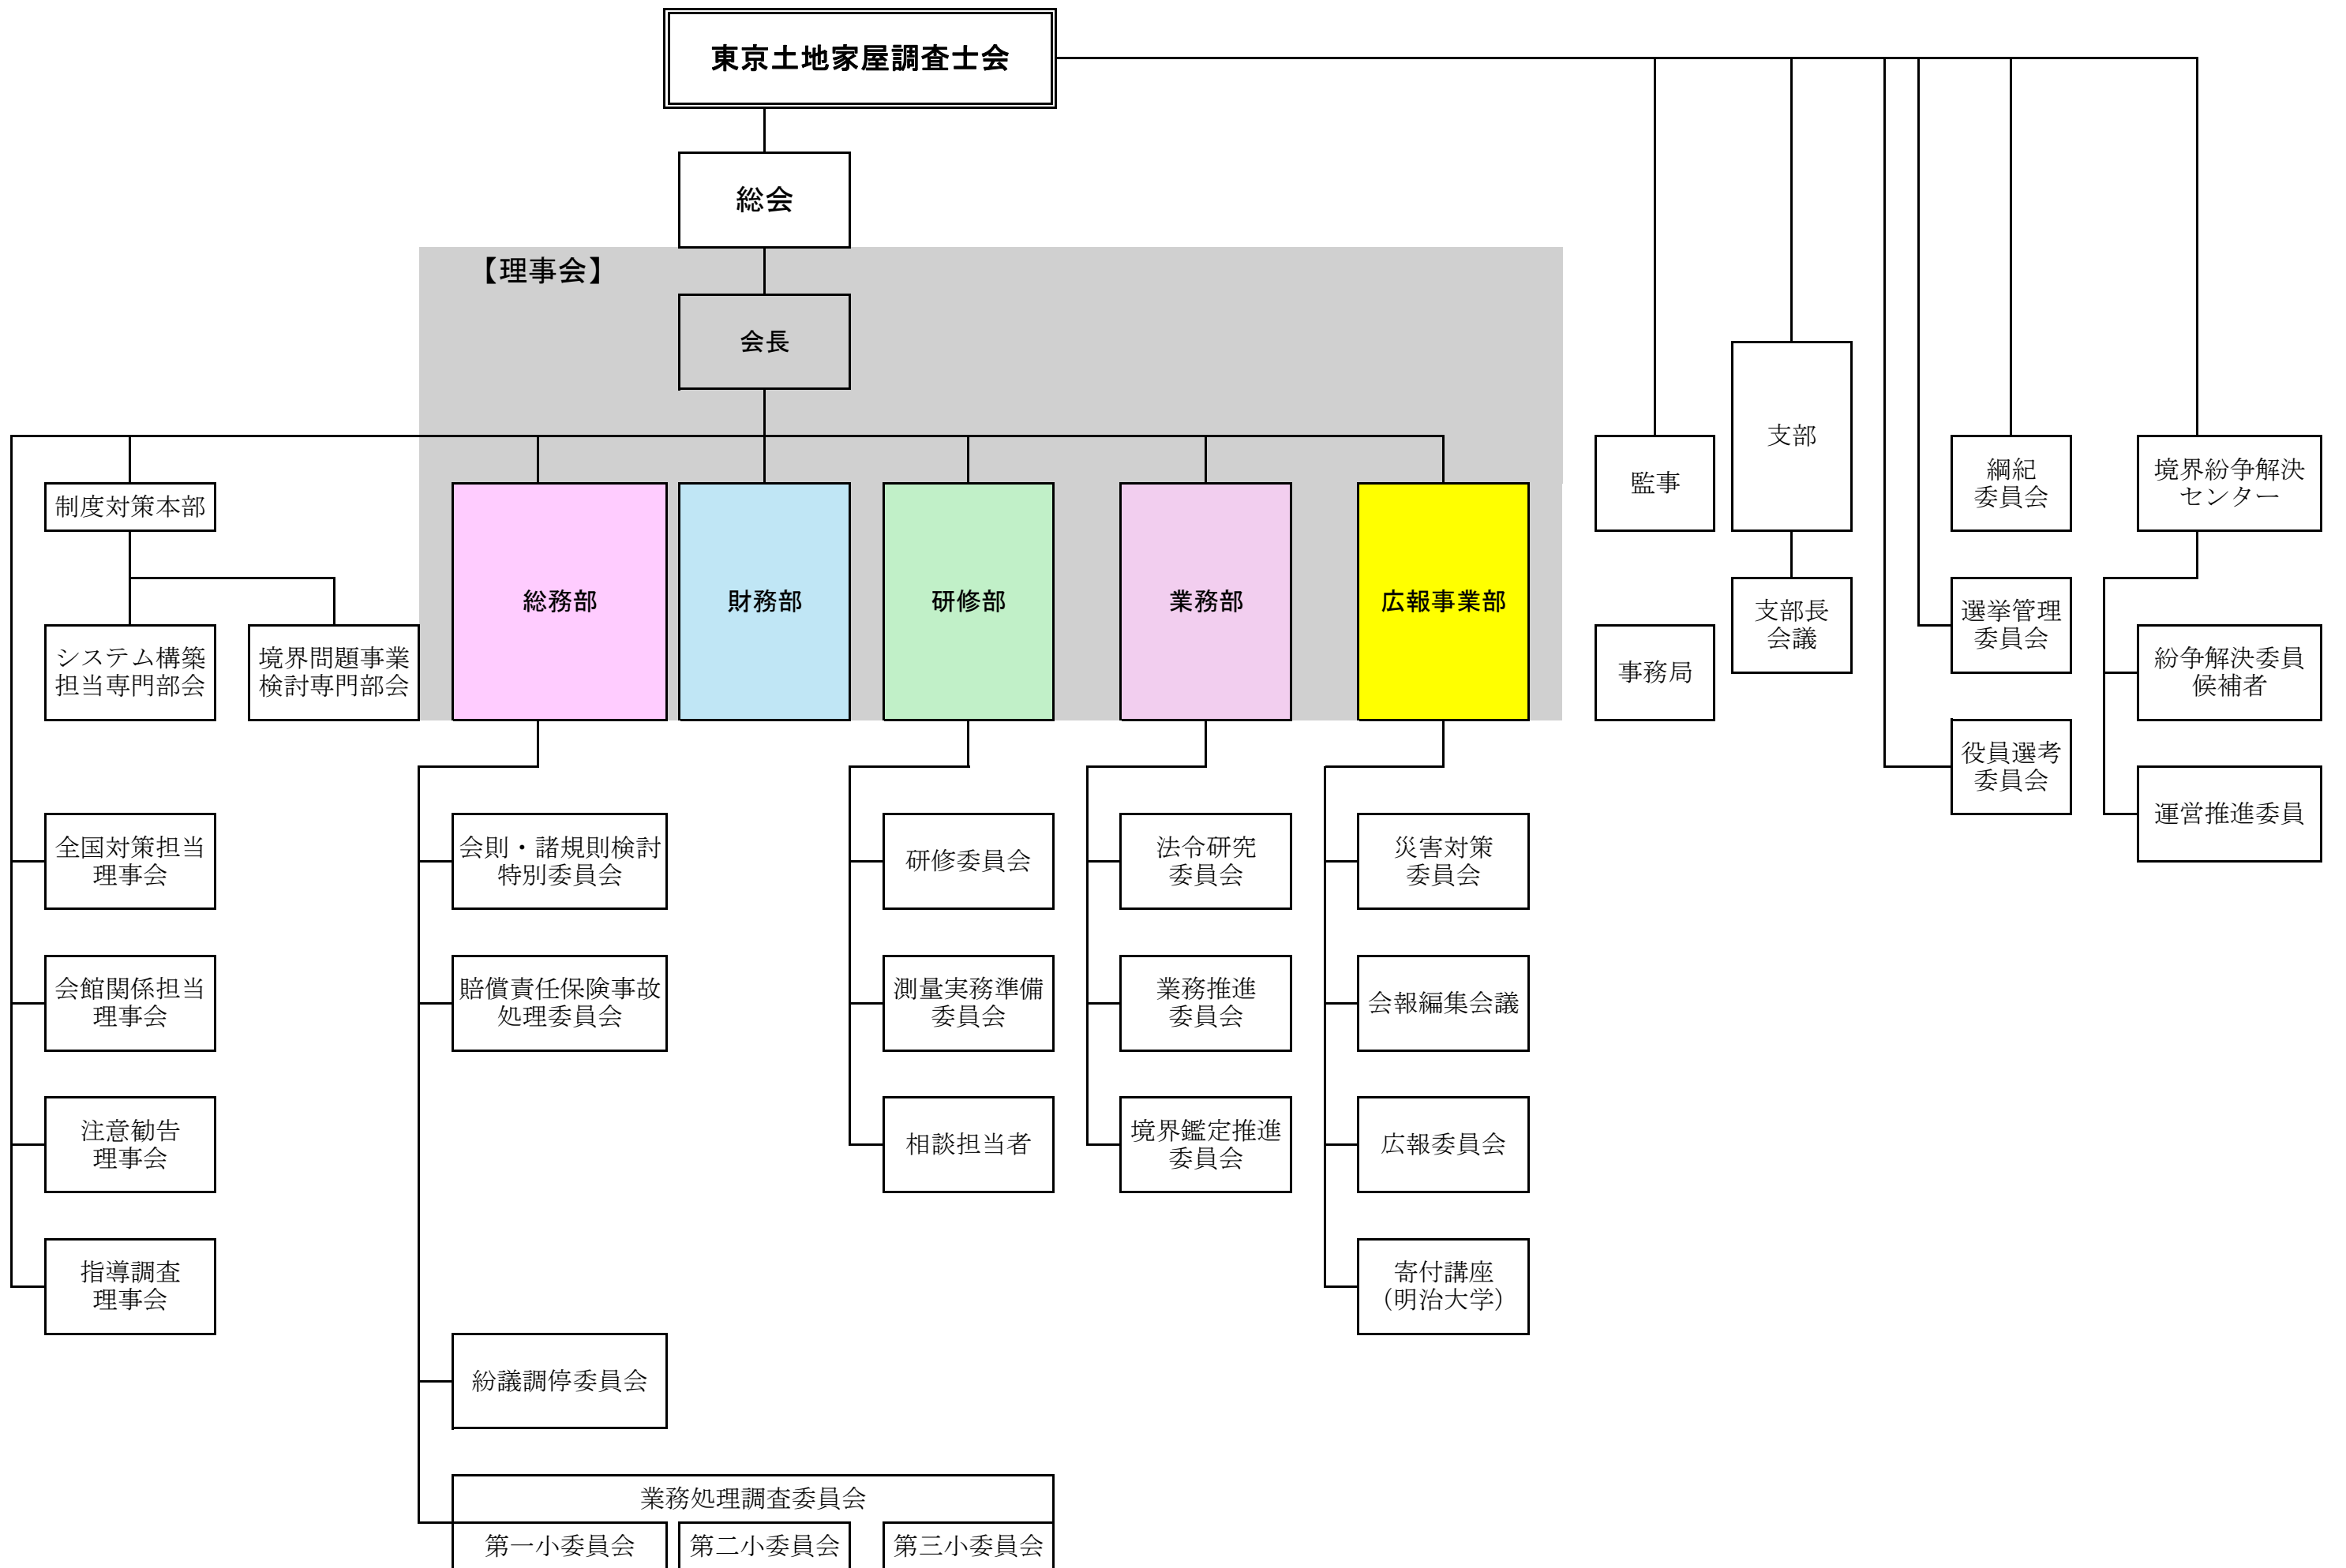 東京土地家屋調査士会
総会
【理事会】
会長
制度対策本部
システム構築
担当専門部会
境界問題事業
検討専門部会
全国対策担当
理事会
会館関係担当
理事会
注意勧告
理事会
指導調査
理事会
総務部
財務部
研修部
業務部
広報事業部
会則・諸規則検討
特別委員会
賠償責任保険事故
処理委員会
紛議調停委員会
業務処理調査委員会
第一小委員会
第二小委員会
第三小委員会
研修委員会
測量実務準備
委員会
相談担当者
法令研究
委員会
業務推進
委員会
境界鑑定推進
委員会
災害対策
委員会
会報編集会議
広報委員会
寄付講座
（明治大学）
監事
事務局
支部
支部長
会議
綱紀
委員会
選挙管理
委員会
役員選考
委員会
境界紛争解決
センター
紛争解決委員
候補者
運営推進委員